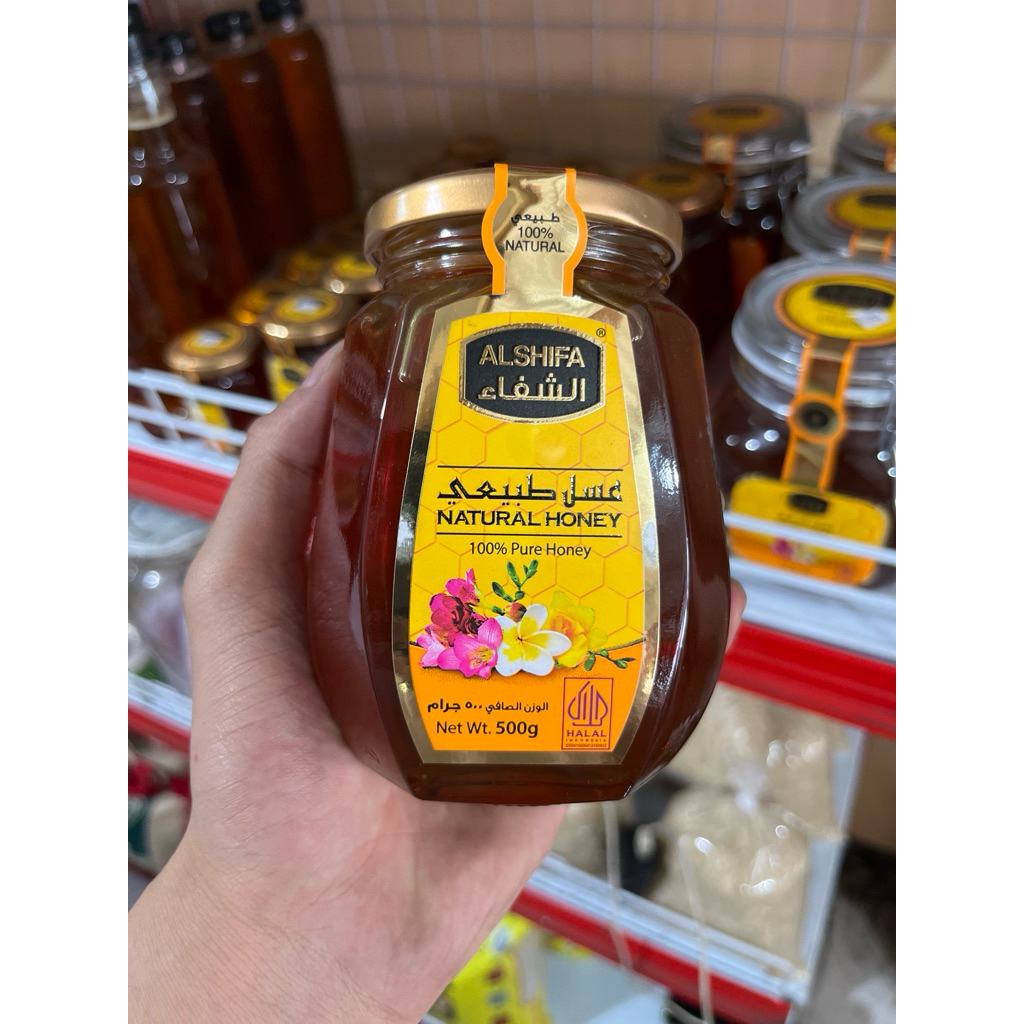 طبيعي
100%
NATURAL
®
ALSHIFA
الشفاء
عسل طبيعي
NATURAL HONEY
100% Pure Honey
الوزن الصافي ٥٠٠ جرام
Net Wt. 500g
HALAL
INDONESIA